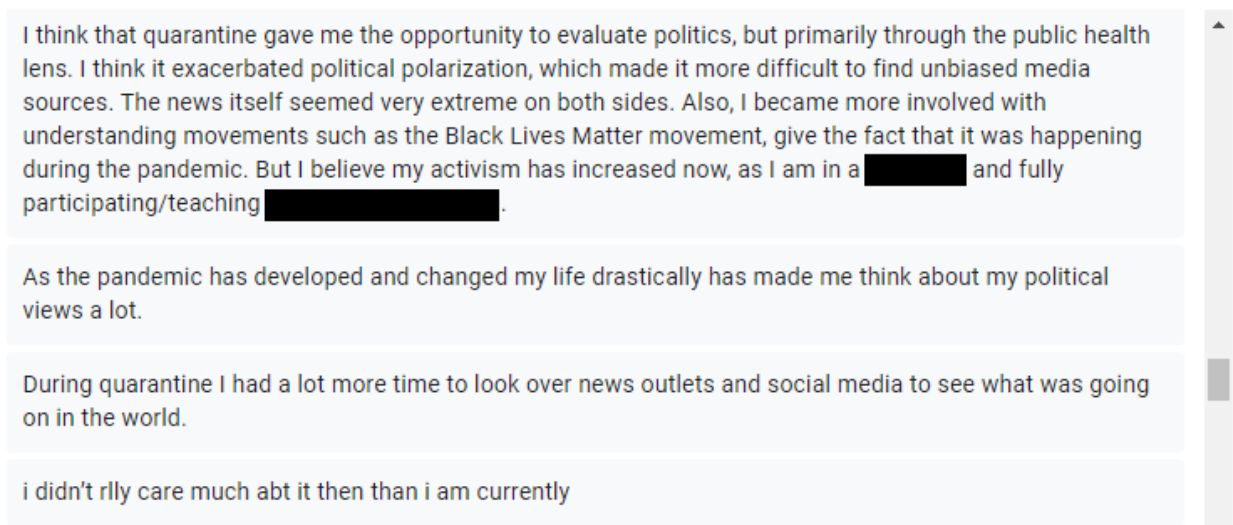 I think that quarantine gave me the opportunity to evaluate politics, but primarily through the public health
lens. I think it exacerbated political polarization, which made it more difficult to find unbiased media
sources. The news itself seemed very extreme on both sides. Also, I became more involved with
understanding movements such as the Black Lives Matter movement, give the fact that it was happening
during the pandemic. But I believe my activism has increased now, as I am in a and fully
participating/teaching .
As the pandemic has developed and changed my life drastically has made me think about my political
views a lot.
During quarantine I had a lot more time to look over news outlets and social media to see what was going
on in the world.
i didn’t rlly care much abt it then than i am currently